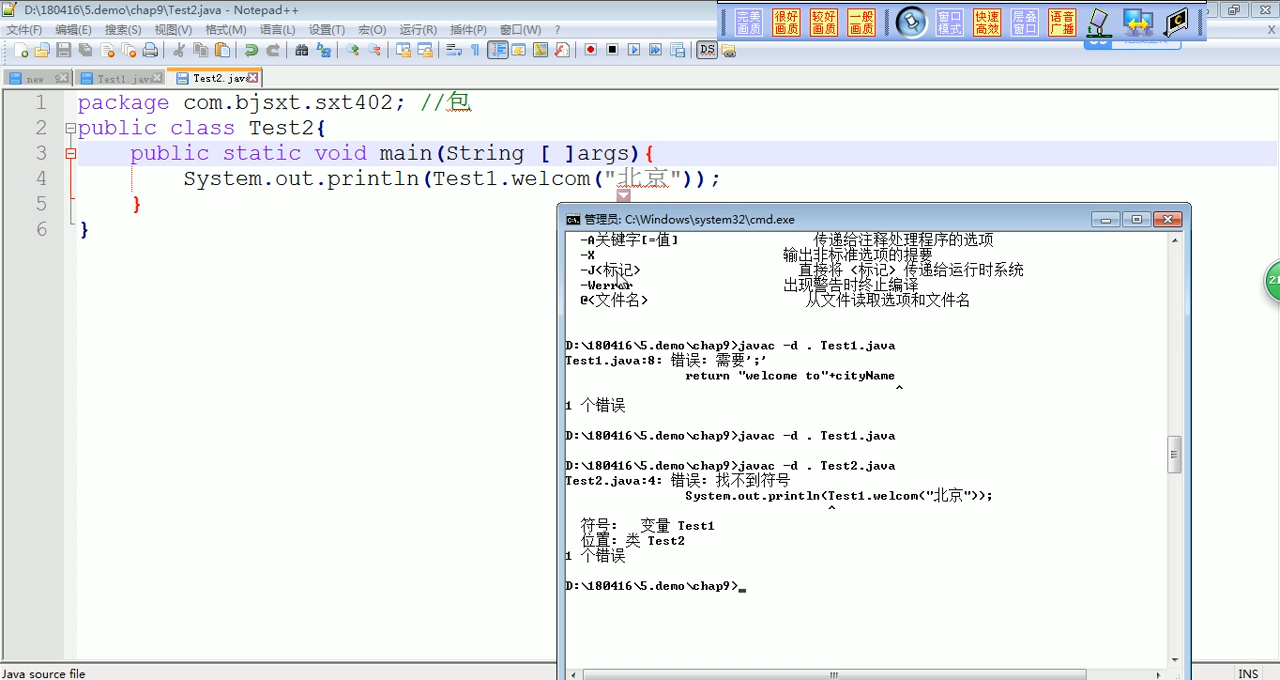 D:\180416\5.demo\chap9\Test2.java - Notepad++
文件(F) 编辑(E) 搜索(S) 视图(V) 格式(M) 语言(L) 设置(T) 宏(O) 运行(R) 插件(P) 窗口(W) ?
完美画质 很好画质 较好画质 一般画质 窗口模式 快速高效 层叠窗口 语音广播
new Test1.java Test2.java
1 package com.bjsxt.sxt402; //包
2 public class Test2{
3 public static void main(String [ ]args){
4 System.out.println(Test1.welcom("北京"));
5 }
6 }
管理员: C:\Windows\system32\cmd.exe
-A关键字[=值] 传递给注释处理程序的选项
-X 输出非标准选项的提要
-J<标记> 直接将 <标记> 传递给运行时系统
-Werror 出现警告时终止编译
@<文件名> 从文件读取选项和文件名
D:\180416\5.demo\chap9>javac -d . Test1.java
Test1.java:8: 错误: 需要';'
return "welcome to"+cityName
^
1 个错误
D:\180416\5.demo\chap9>javac -d . Test1.java
D:\180416\5.demo\chap9>javac -d . Test2.java
Test2.java:4: 错误: 找不到符号
System.out.println(Test1.welcom("北京"));
^
符号: 变量 Test1
位置: 类 Test2
1 个错误
D:\180416\5.demo\chap9>
Java source file
INS